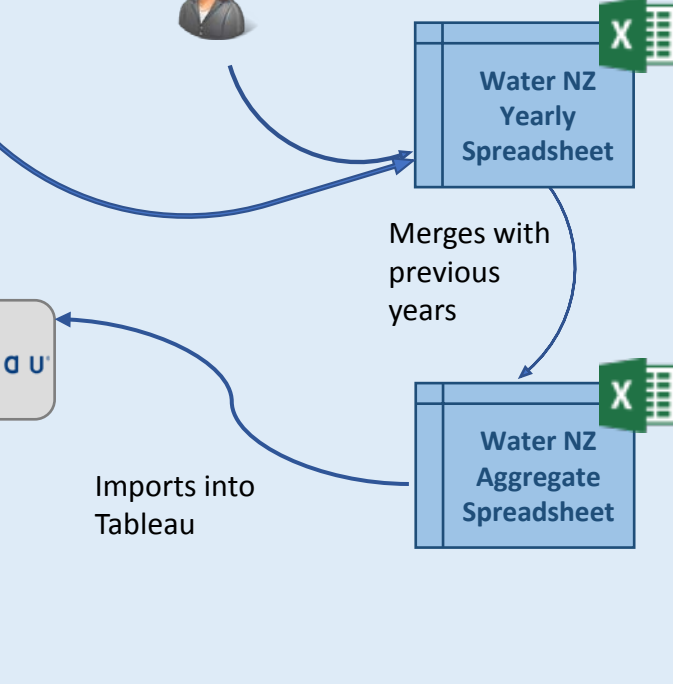 Water NZ
Yearly
Spreadsheet
Merges with
previous
years
Water NZ
Aggregate
Spreadsheet
Imports into
Tableau